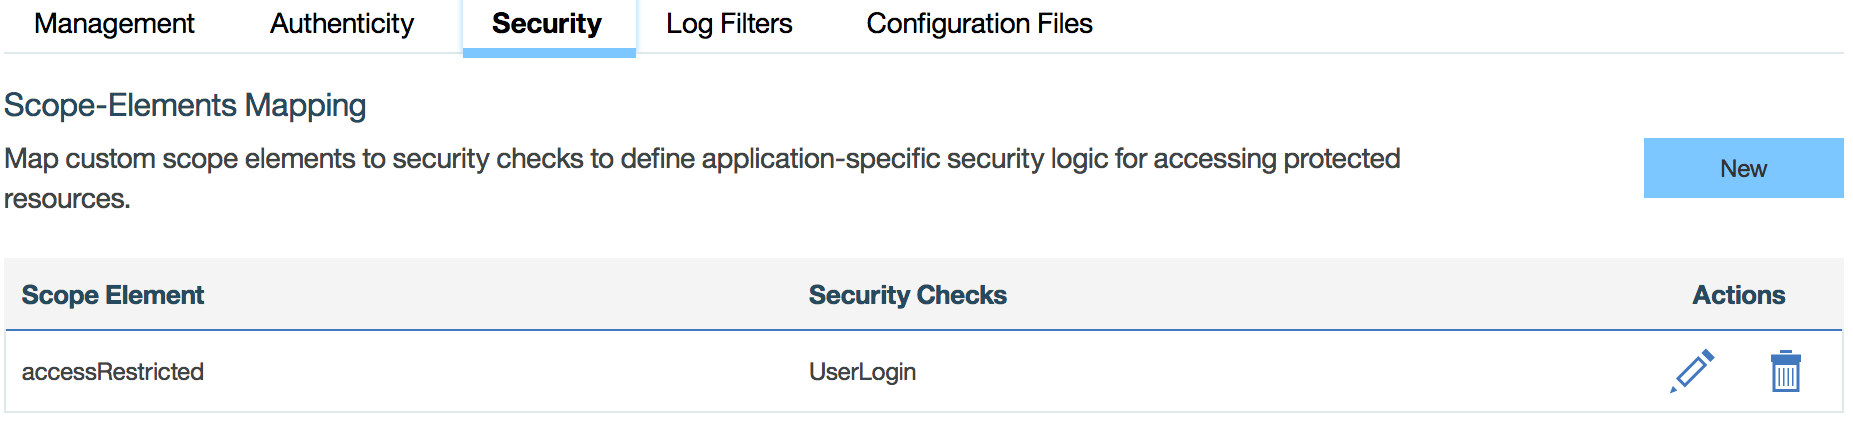 Management Authenticity Security Log Filters Configuration Files
Scope-Elements Mapping
Map custom scope elements to security checks to define application-specific security logic for accessing protected
resources.
New
Scope Element Security Checks Actions
accessRestricted UserLogin